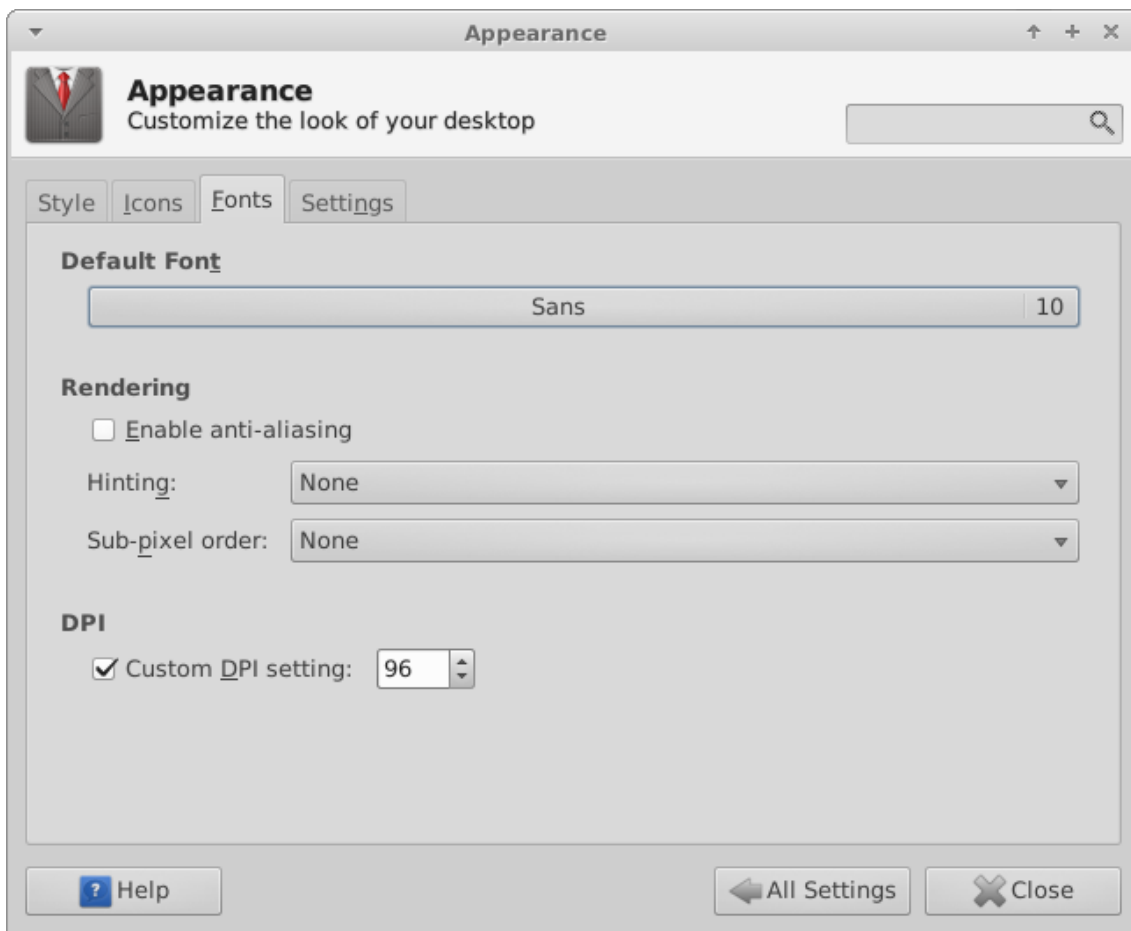 Appearance
Appearance
Customize the look of your desktop
Style Icons Fonts Settings
Default Font
Sans 10
Rendering
Enable anti-aliasing
Hinting: None
Sub-pixel order: None
DPI
Custom DPI setting: 96
? Help All Settings Close